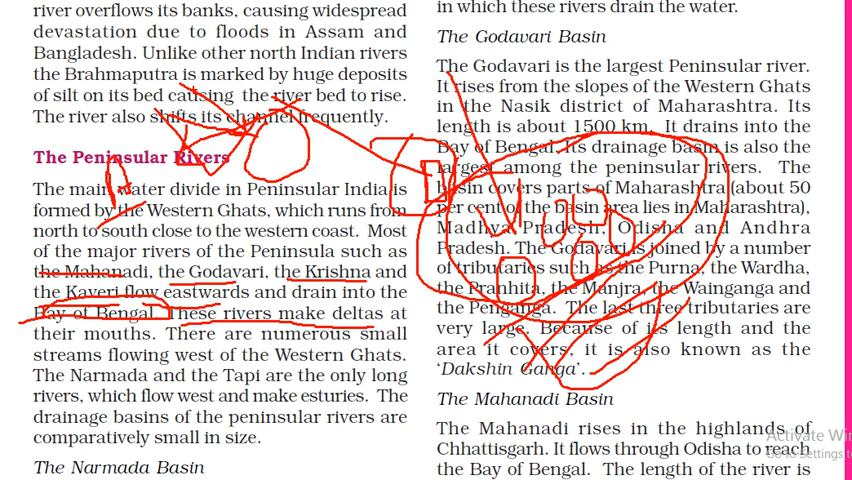 river overflows its banks, causing widespread
devastation due to floods in Assam and
Bangladesh. Unlike other north Indian rivers
the Brahmaputra is marked by huge deposits
of silt on its bed causing the river bed to rise.
The river also shifts its channel frequently.
The Peninsular Rivers
The main water divide in Peninsular India is
formed by the Western Ghats, which runs from
north to south close to the western coast. Most
of the major rivers of the Peninsula such as
the Mahanadi, the Godavari, the Krishna and
the Kaveri flow eastwards and drain into the
Bay of Bengal. These rivers make deltas at
their mouths. There are numerous small
streams flowing west of the Western Ghats.
The Narmada and the Tapi are the only long
rivers, which flow west and make esturies. The
drainage basins of the peninsular rivers are
comparatively small in size.
The Narmada Basin
in which these rivers drain the water.
The Godavari Basin
The Godavari is the largest Peninsular river.
It rises from the slopes of the Western Ghats
in the Nasik district of Maharashtra. Its
length is about 1500 km. It drains into the
Bay of Bengal. Its drainage basin is also the
largest among the peninsular rivers. The
basin covers parts of Maharashtra (about 50
per cent of the basin area lies in Maharashtra),
Madhya Pradesh, Odisha and Andhra
Pradesh. The Godavari is joined by a number
of tributaries such as the Purna, the Wardha,
the Pranhita, the Manjra, the Wainganga and
the Penganga. The last three tributaries are
very large. Because of its length and the
area it covers, it is also known as the
‘Dakshin Ganga’.
The Mahanadi Basin
The Mahanadi rises in the highlands of
Chhattisgarh. It flows through Odisha to reach
the Bay of Bengal. The length of the river is
Activate Wi
Go to Settings to